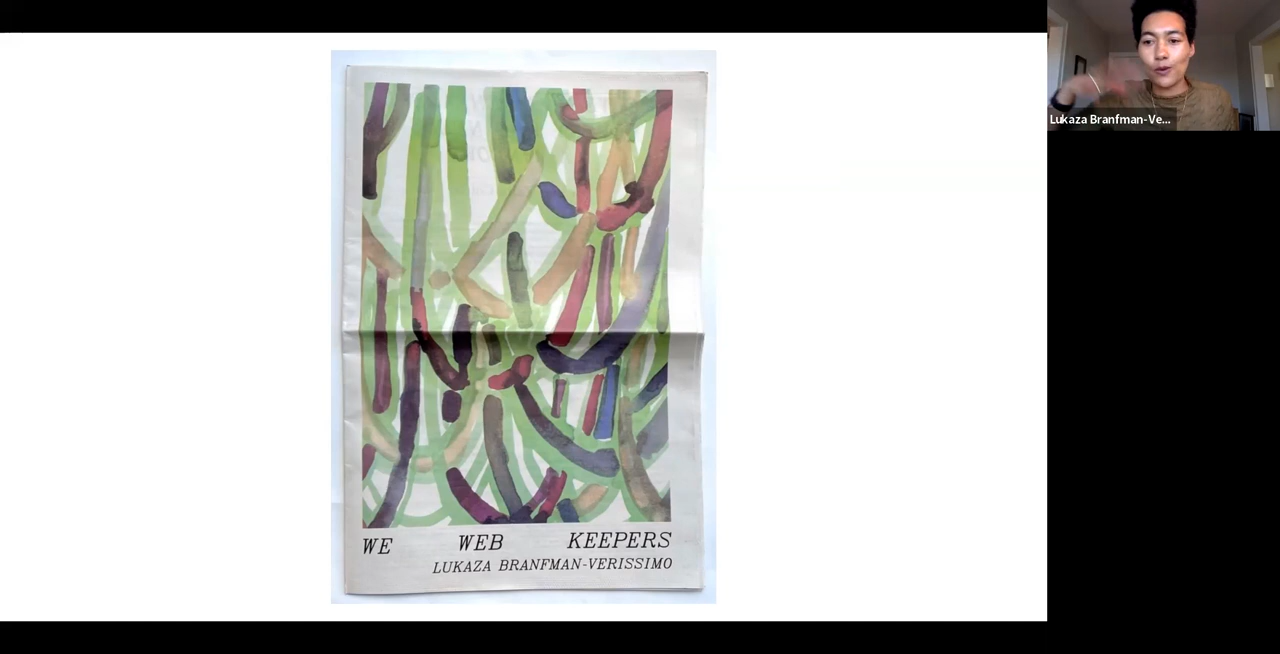 WE WEB KEEPERS
LUKAZA BRANFMAN-VERISSIMO
Lukaza Branfman-Ve...